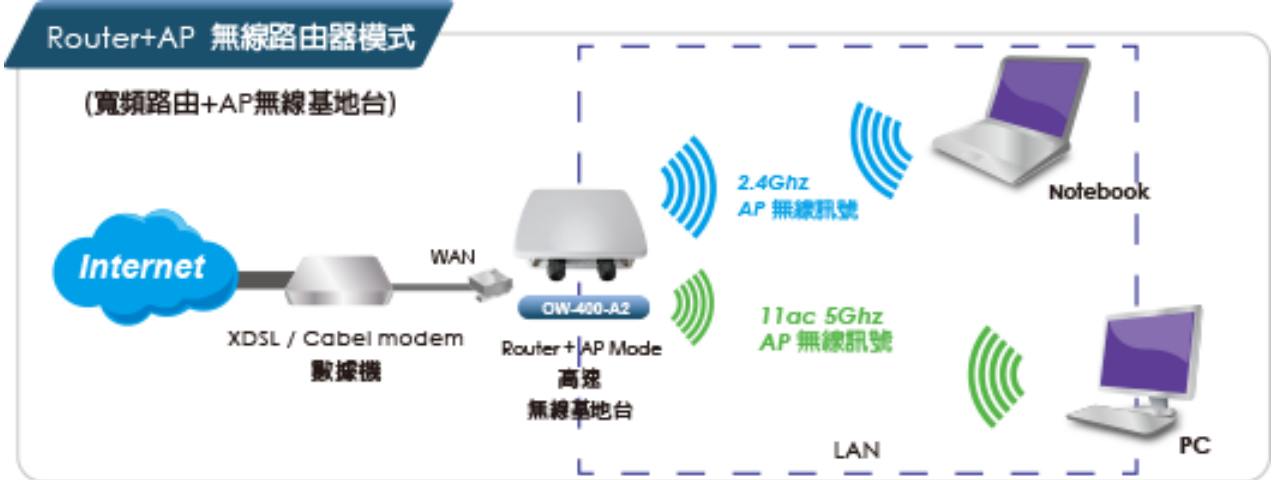 Router+AP 無線路由器模式
(寬頻路由+AP無線基地台)
2.4Ghz
AP 無線訊號
Notebook
Internet
WAN
OW-400-A2
XDSL / Cabel modem
數據機
Router + AP Mode
高速
無線基地台
11ac 5Ghz
AP 無線訊號
LAN
PC